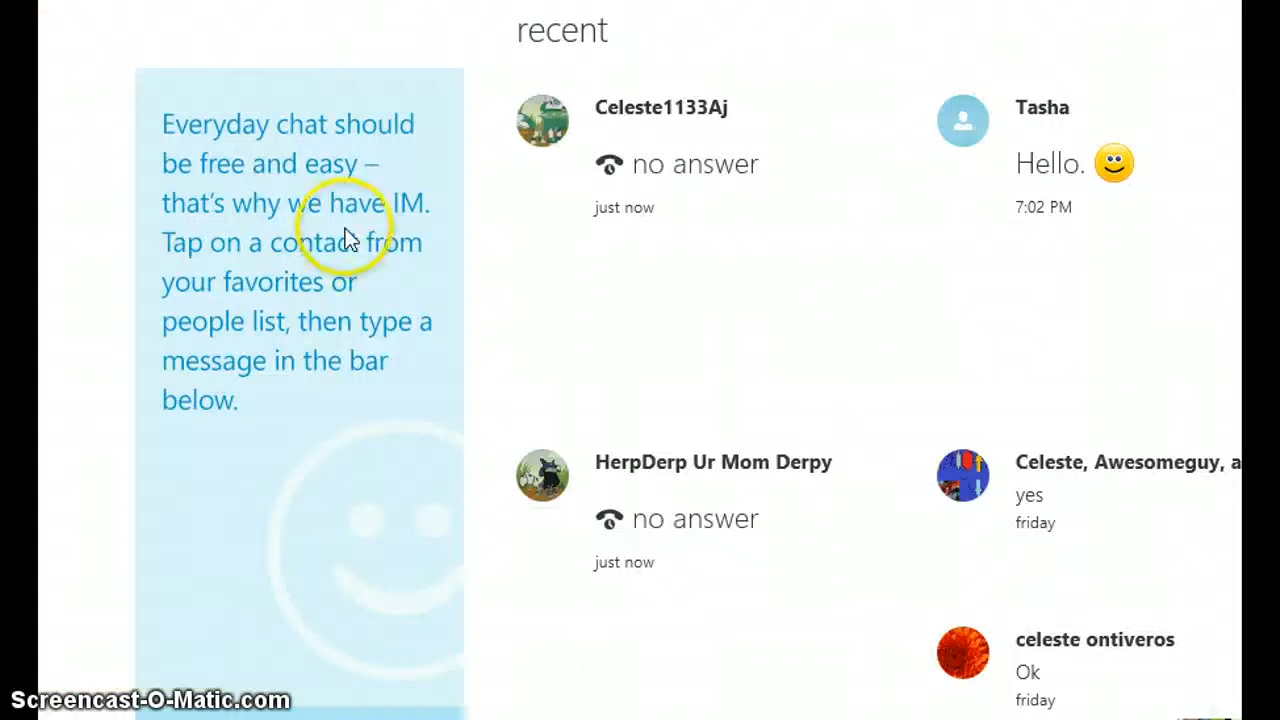 recent
Everyday chat should
be free and easy –
that's why we have IM.
Tap on a contact from
your favorites or
people list, then type a
message in the bar
below.
Celeste1133Aj
no answer
just now
Tasha
Hello.
7:02 PM
HerpDerp Ur Mom Derpy
no answer
just now
Celeste, Awesomeguy, a
yes
friday
celeste ontiveros
Ok
friday
Screencast-O-Matic.com